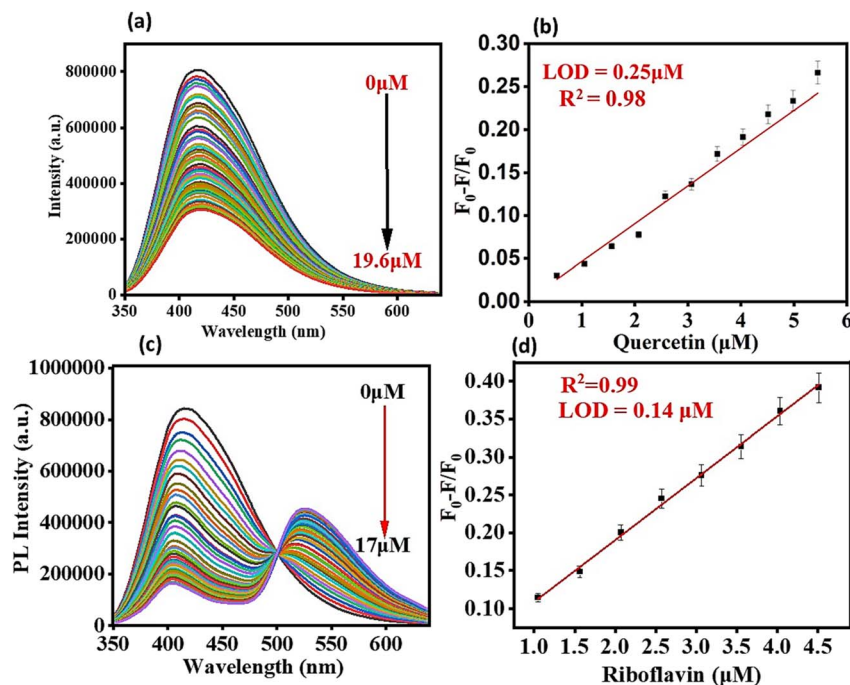 (a)
800000
600000
400000
200000
0
Intensity (a.u.)
350 400 450 500 550 600
Wavelength (nm)
0μM
19.6μM
(b)
0.30
0.25
0.20
0.15
0.10
0.05
0.00
F₀-F/F₀
LOD = 0.25μM
R² = 0.98
0 1 2 3 4 5 6
Quercetin (μM)
(c)
1000000
800000
600000
400000
200000
0
PL Intensity (a.u.)
350 400 450 500 550 600
Wavelength (nm)
0μM
17μM
(d)
0.40
0.35
0.30
0.25
0.20
0.15
0.10
F₀-F/F₀
R²=0.99
LOD = 0.14 μM
1.0 1.5 2.0 2.5 3.0 3.5 4.0 4.5
Riboflavin (μM)